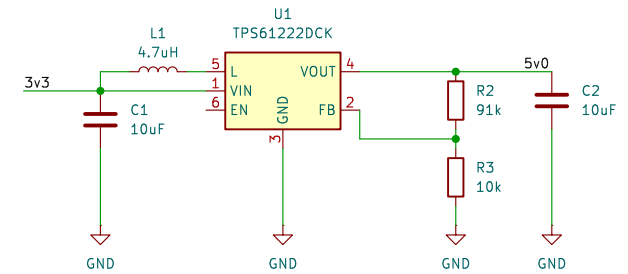 U1
TPS61222DCK
L1
4.7uH
5 L
1 VIN
6 EN
GND
3
VOUT 4
FB 2
3v3
5v0
C1
10uF
R2
91k
R3
10k
C2
10uF
GND
GND
GND
GND